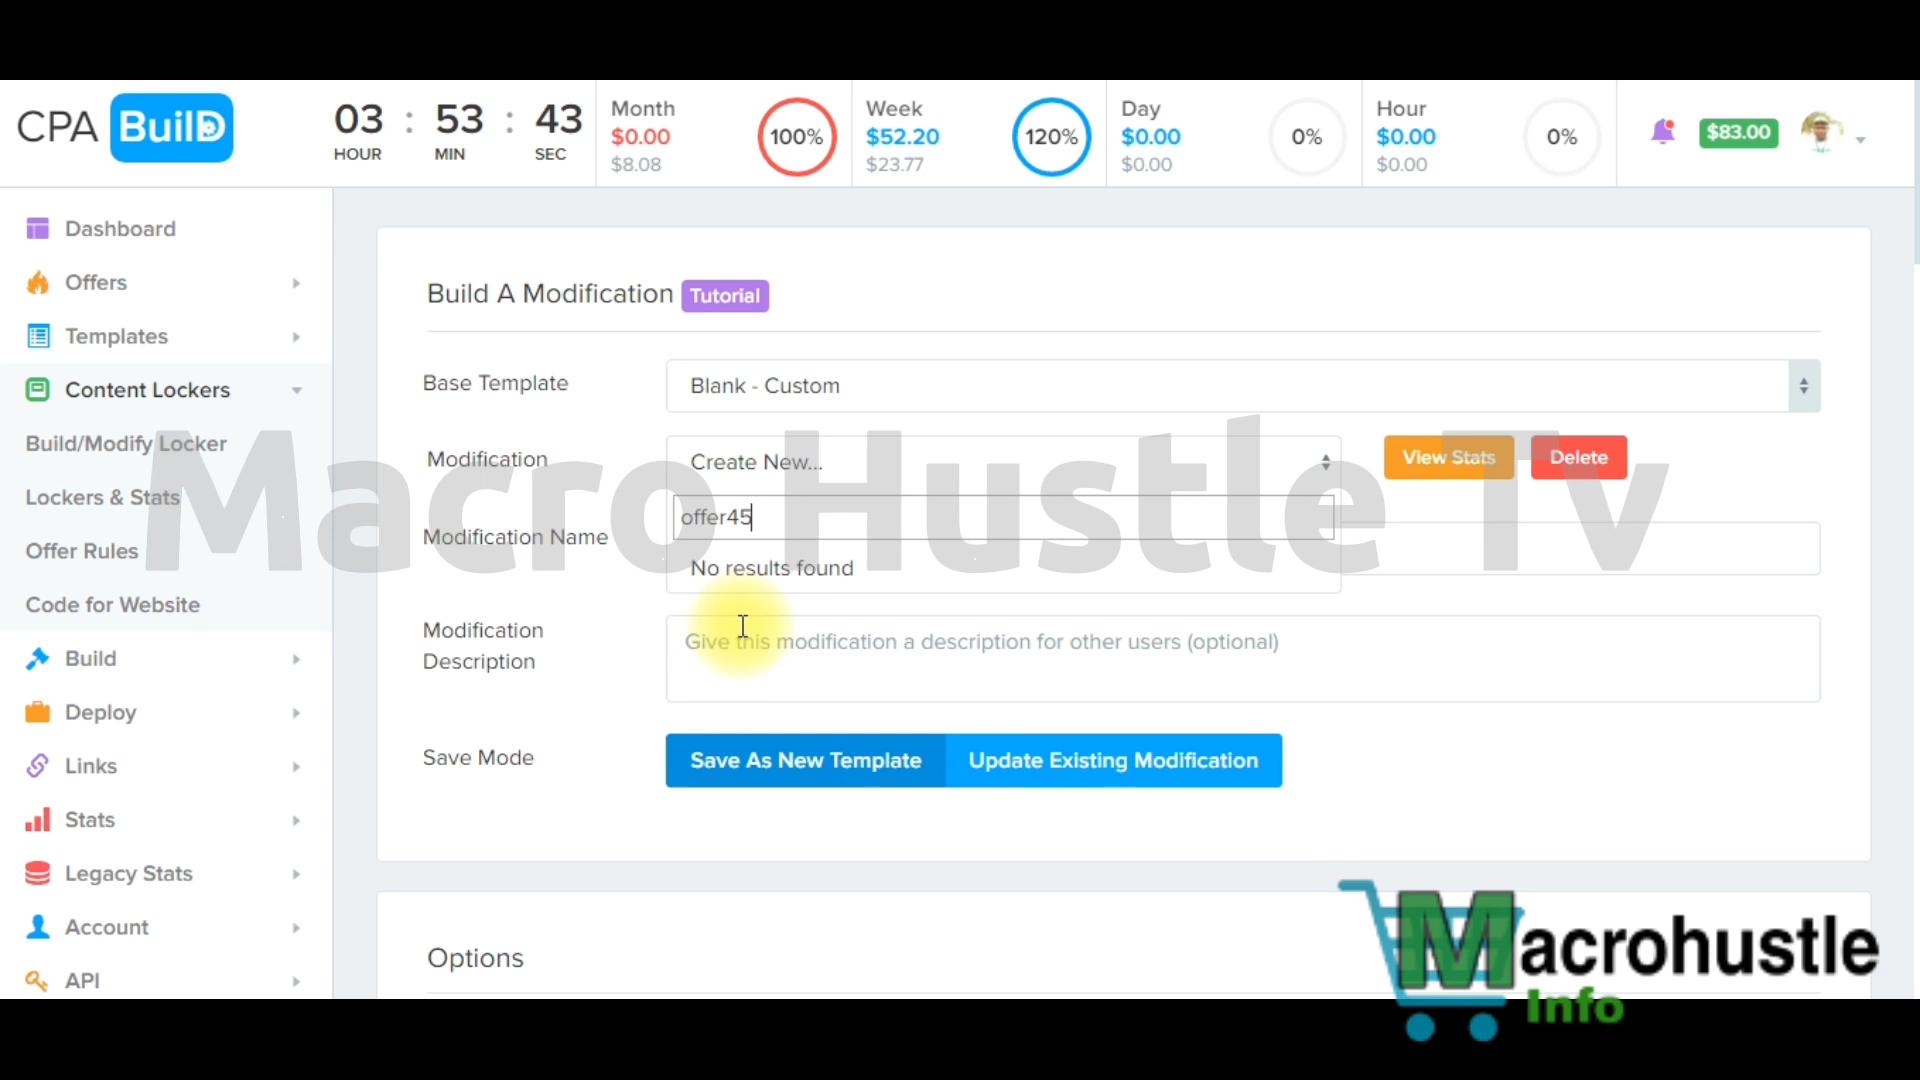 CPA BuilD
03 : 53 : 43
HOUR MIN SEC
Month
$0.00
$8.08
100%
Week
$52.20
$23.77
120%
Day
$0.00
$0.00
0%
Hour
$0.00
$0.00
0%
$83.00
Dashboard
Offers
Templates
Content Lockers
Build/Modify Locker
Lockers & Stats
Offer Rules
Code for Website
Build
Deploy
Links
Stats
Legacy Stats
Account
API
Build A Modification Tutorial
Base Template
Blank - Custom
Modification
Create New...
View Stats
Delete
offer45
No results found
Modification Name
Modification
Description
Give this modification a description for other users (optional)
Save Mode
Save As New Template
Update Existing Modification
Options
Macro Hustle Tv
Macrohustle
Info